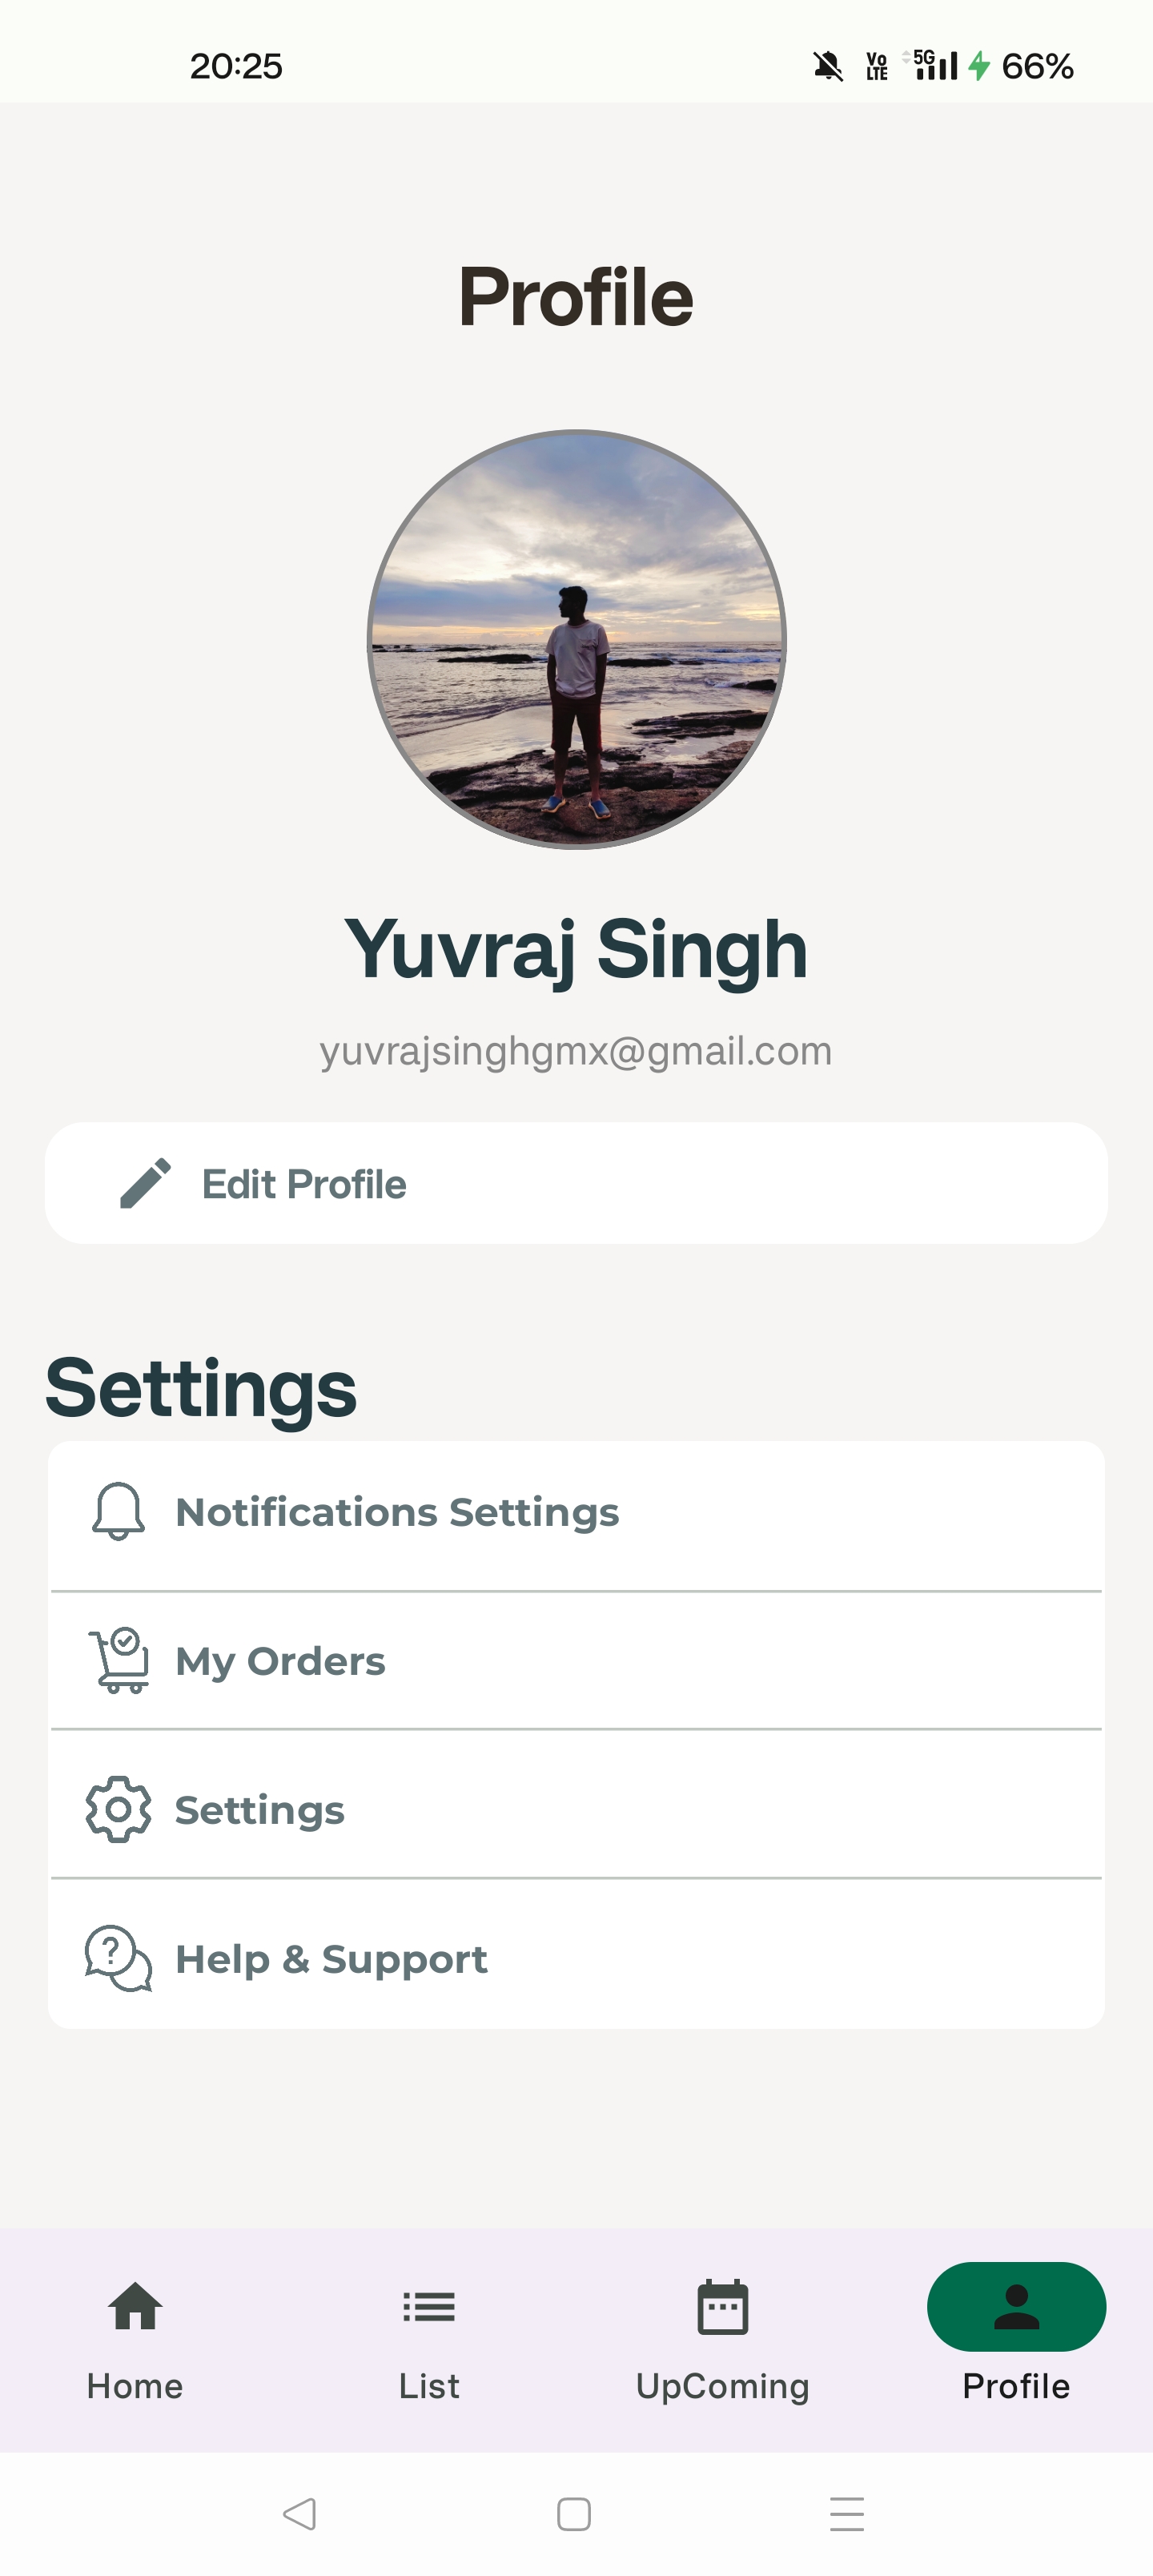 20:25 Vo LTE 5G 66%
Profile
Yuvraj Singh
yuvrajsinghgmx@gmail.com
Edit Profile
Settings
Notifications Settings
My Orders
Settings
Help & Support
Home List UpComing Profile